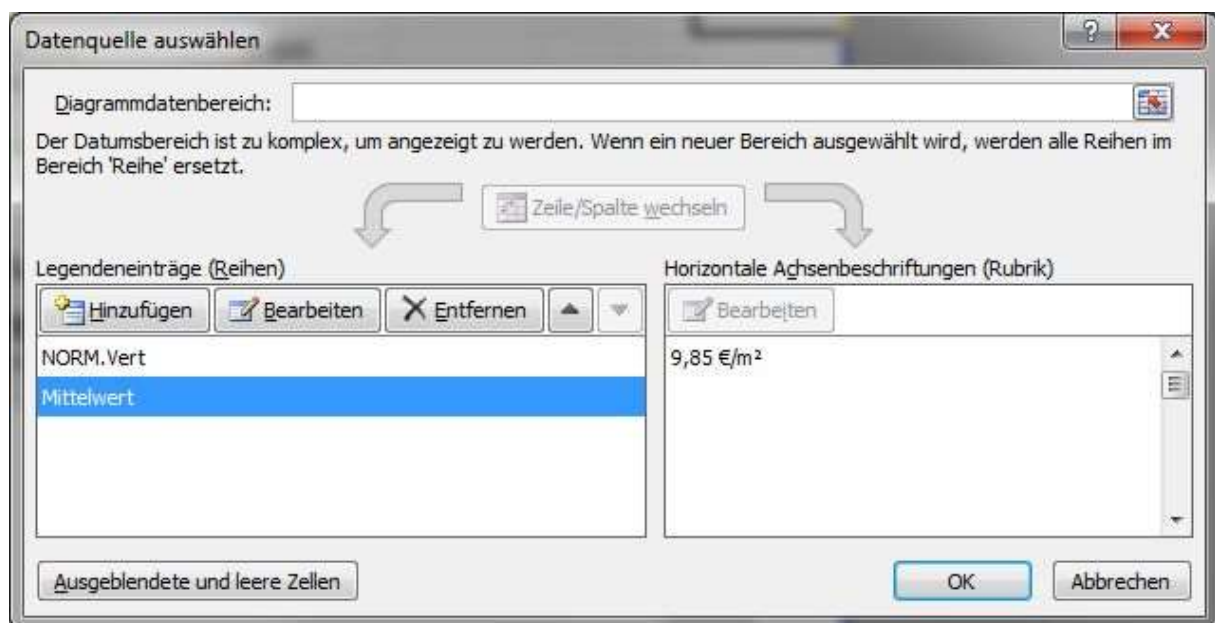 Datenquelle auswählen
Diagrammdatenbereich:
Der Datumsbereich ist zu komplex, um angezeigt zu werden. Wenn ein neuer Bereich ausgewählt wird, werden alle Reihen im
Bereich 'Reihe' ersetzt.
Zeile/Spalte wechseln
Legendeneinträge (Reihen)
Hinzufügen Bearbeiten Entfernen
NORM.Vert
Mittelwert
Horizontale Achsenbeschriftungen (Rubrik)
Bearbeiten
9,85 €/m²
Ausgeblendete und leere Zellen
OK Abbrechen